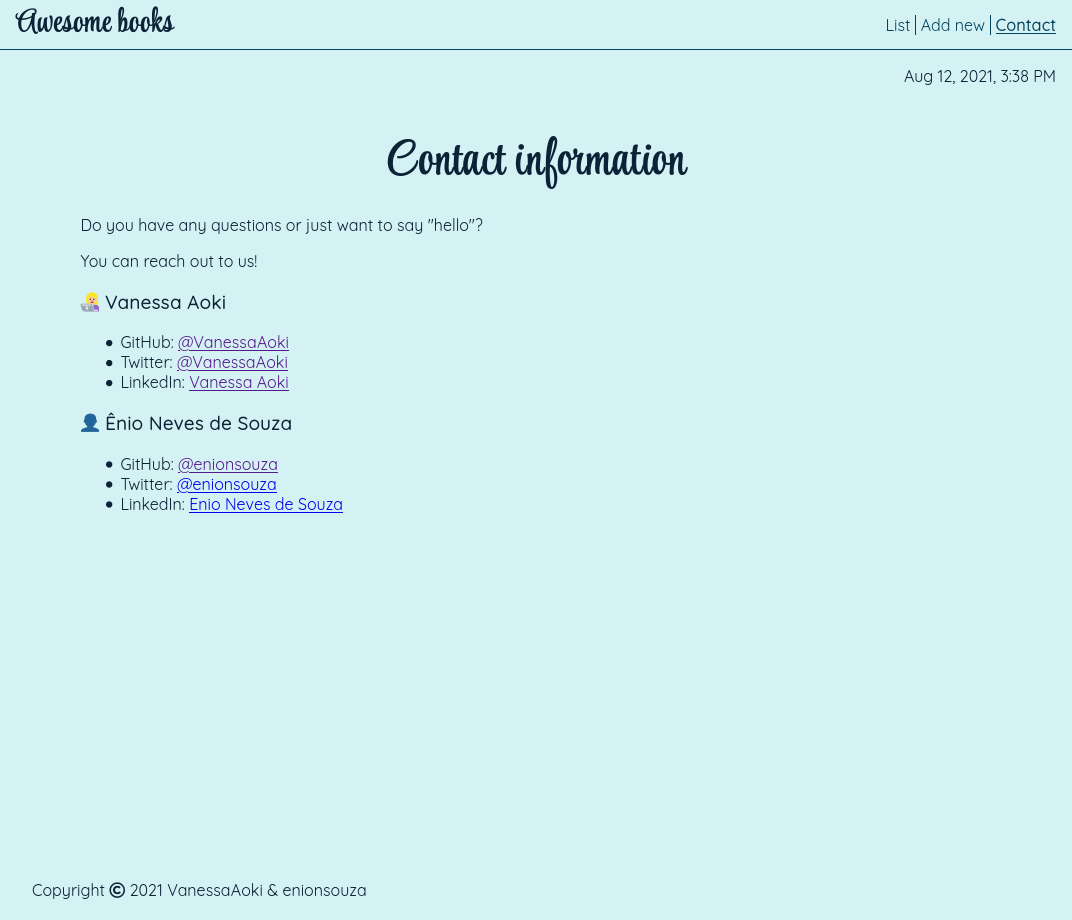 Awesome books
List | Add new | Contact
Aug 12, 2021, 3:38 PM
Contact information
Do you have any questions or just want to say "hello"?
You can reach out to us!
👩🏼‍💻 Vanessa Aoki
• GitHub: @VanessaAoki
• Twitter: @VanessaAoki
• LinkedIn: Vanessa Aoki
👤 Ênio Neves de Souza
• GitHub: @enionsouza
• Twitter: @enionsouza
• LinkedIn: Enio Neves de Souza
Copyright © 2021 VanessaAoki & enionsouza